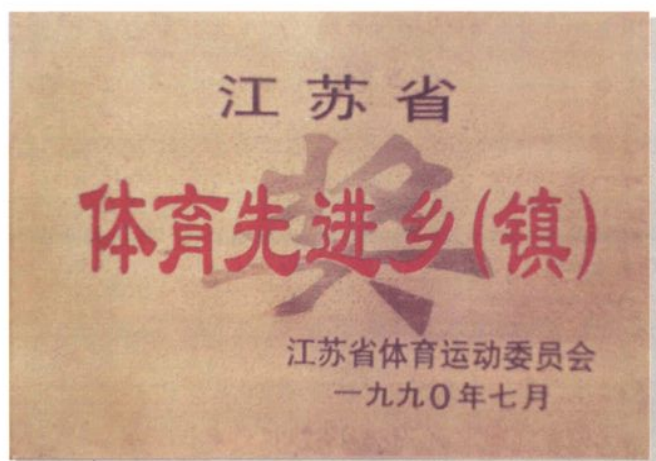 江苏省
奖
体育先进乡(镇)
江苏省体育运动委员会
一九九0年七月